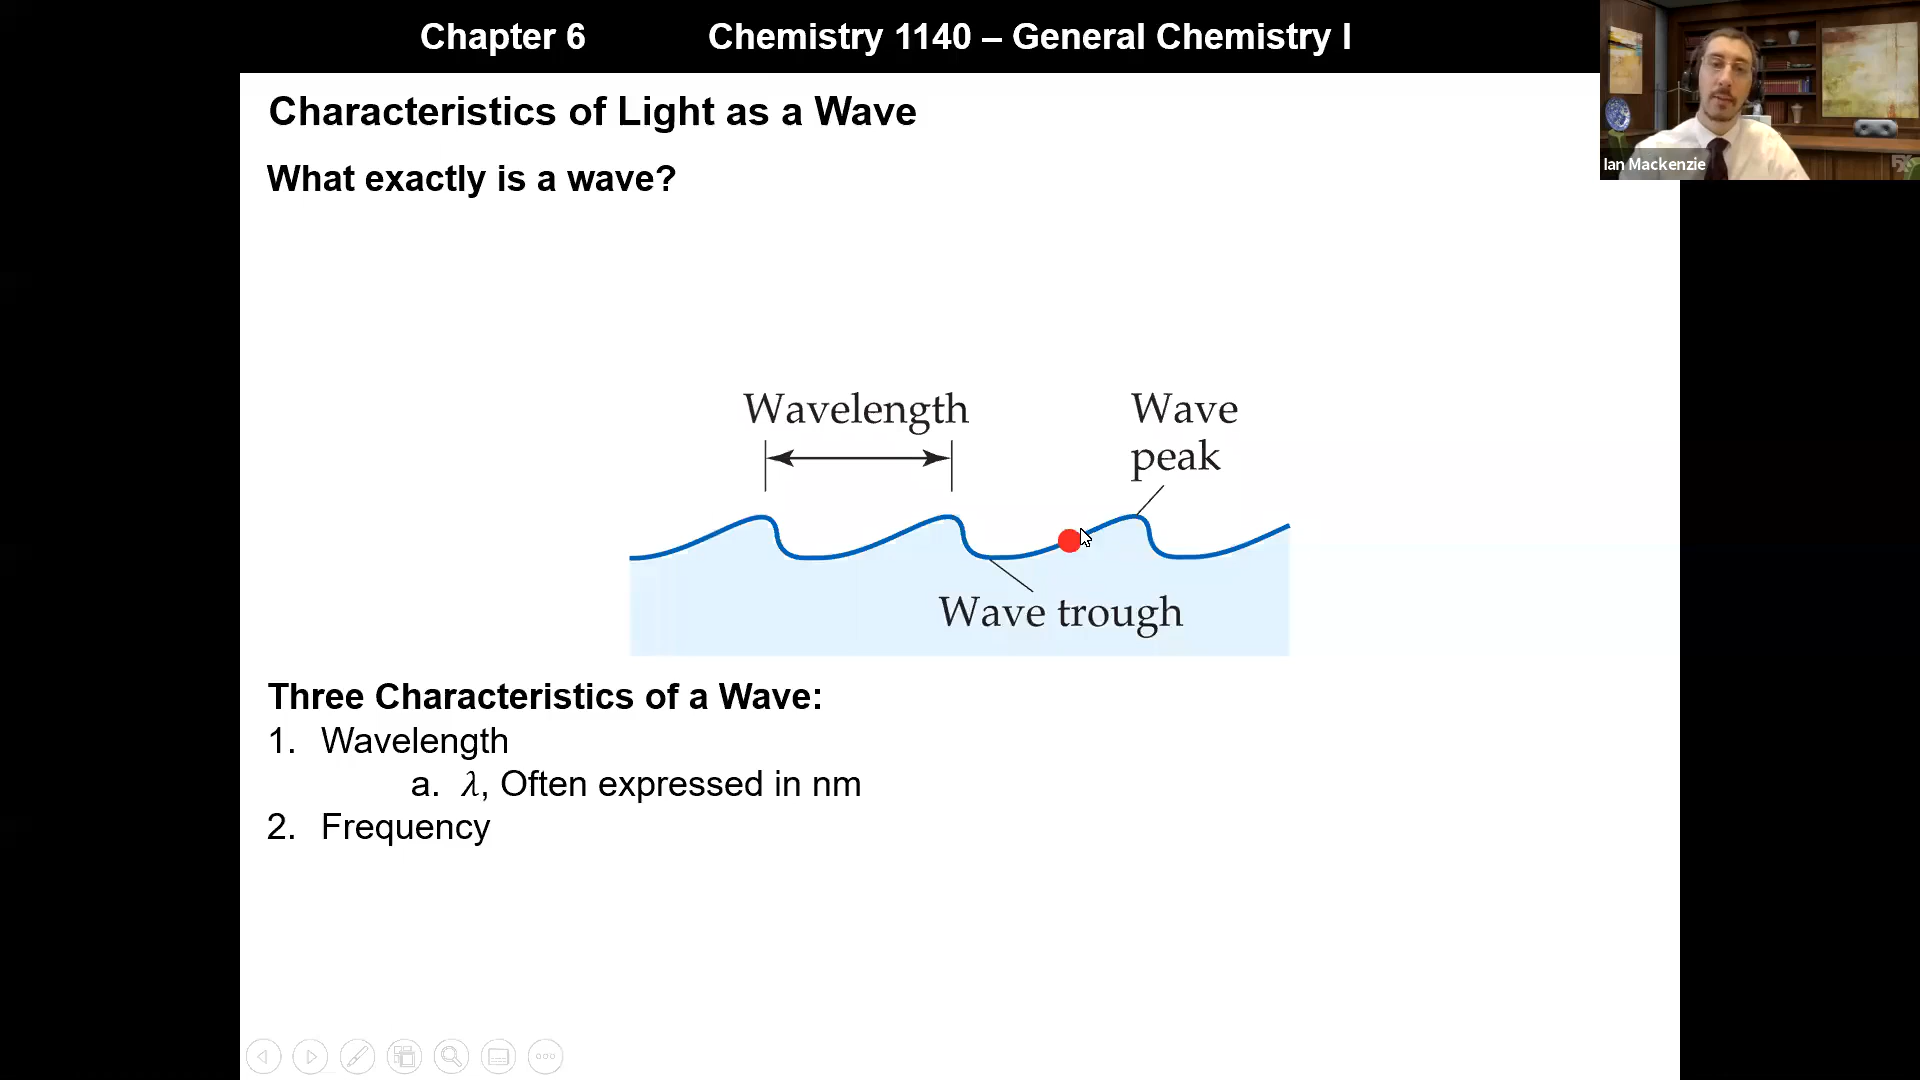 Chapter 6 Chemistry 1140 – General Chemistry I
Characteristics of Light as a Wave
What exactly is a wave?
Ian Mackenzie
Wavelength
Wave
peak
Wave trough
Three Characteristics of a Wave:
1. Wavelength
a. λ, Often expressed in nm
2. Frequency